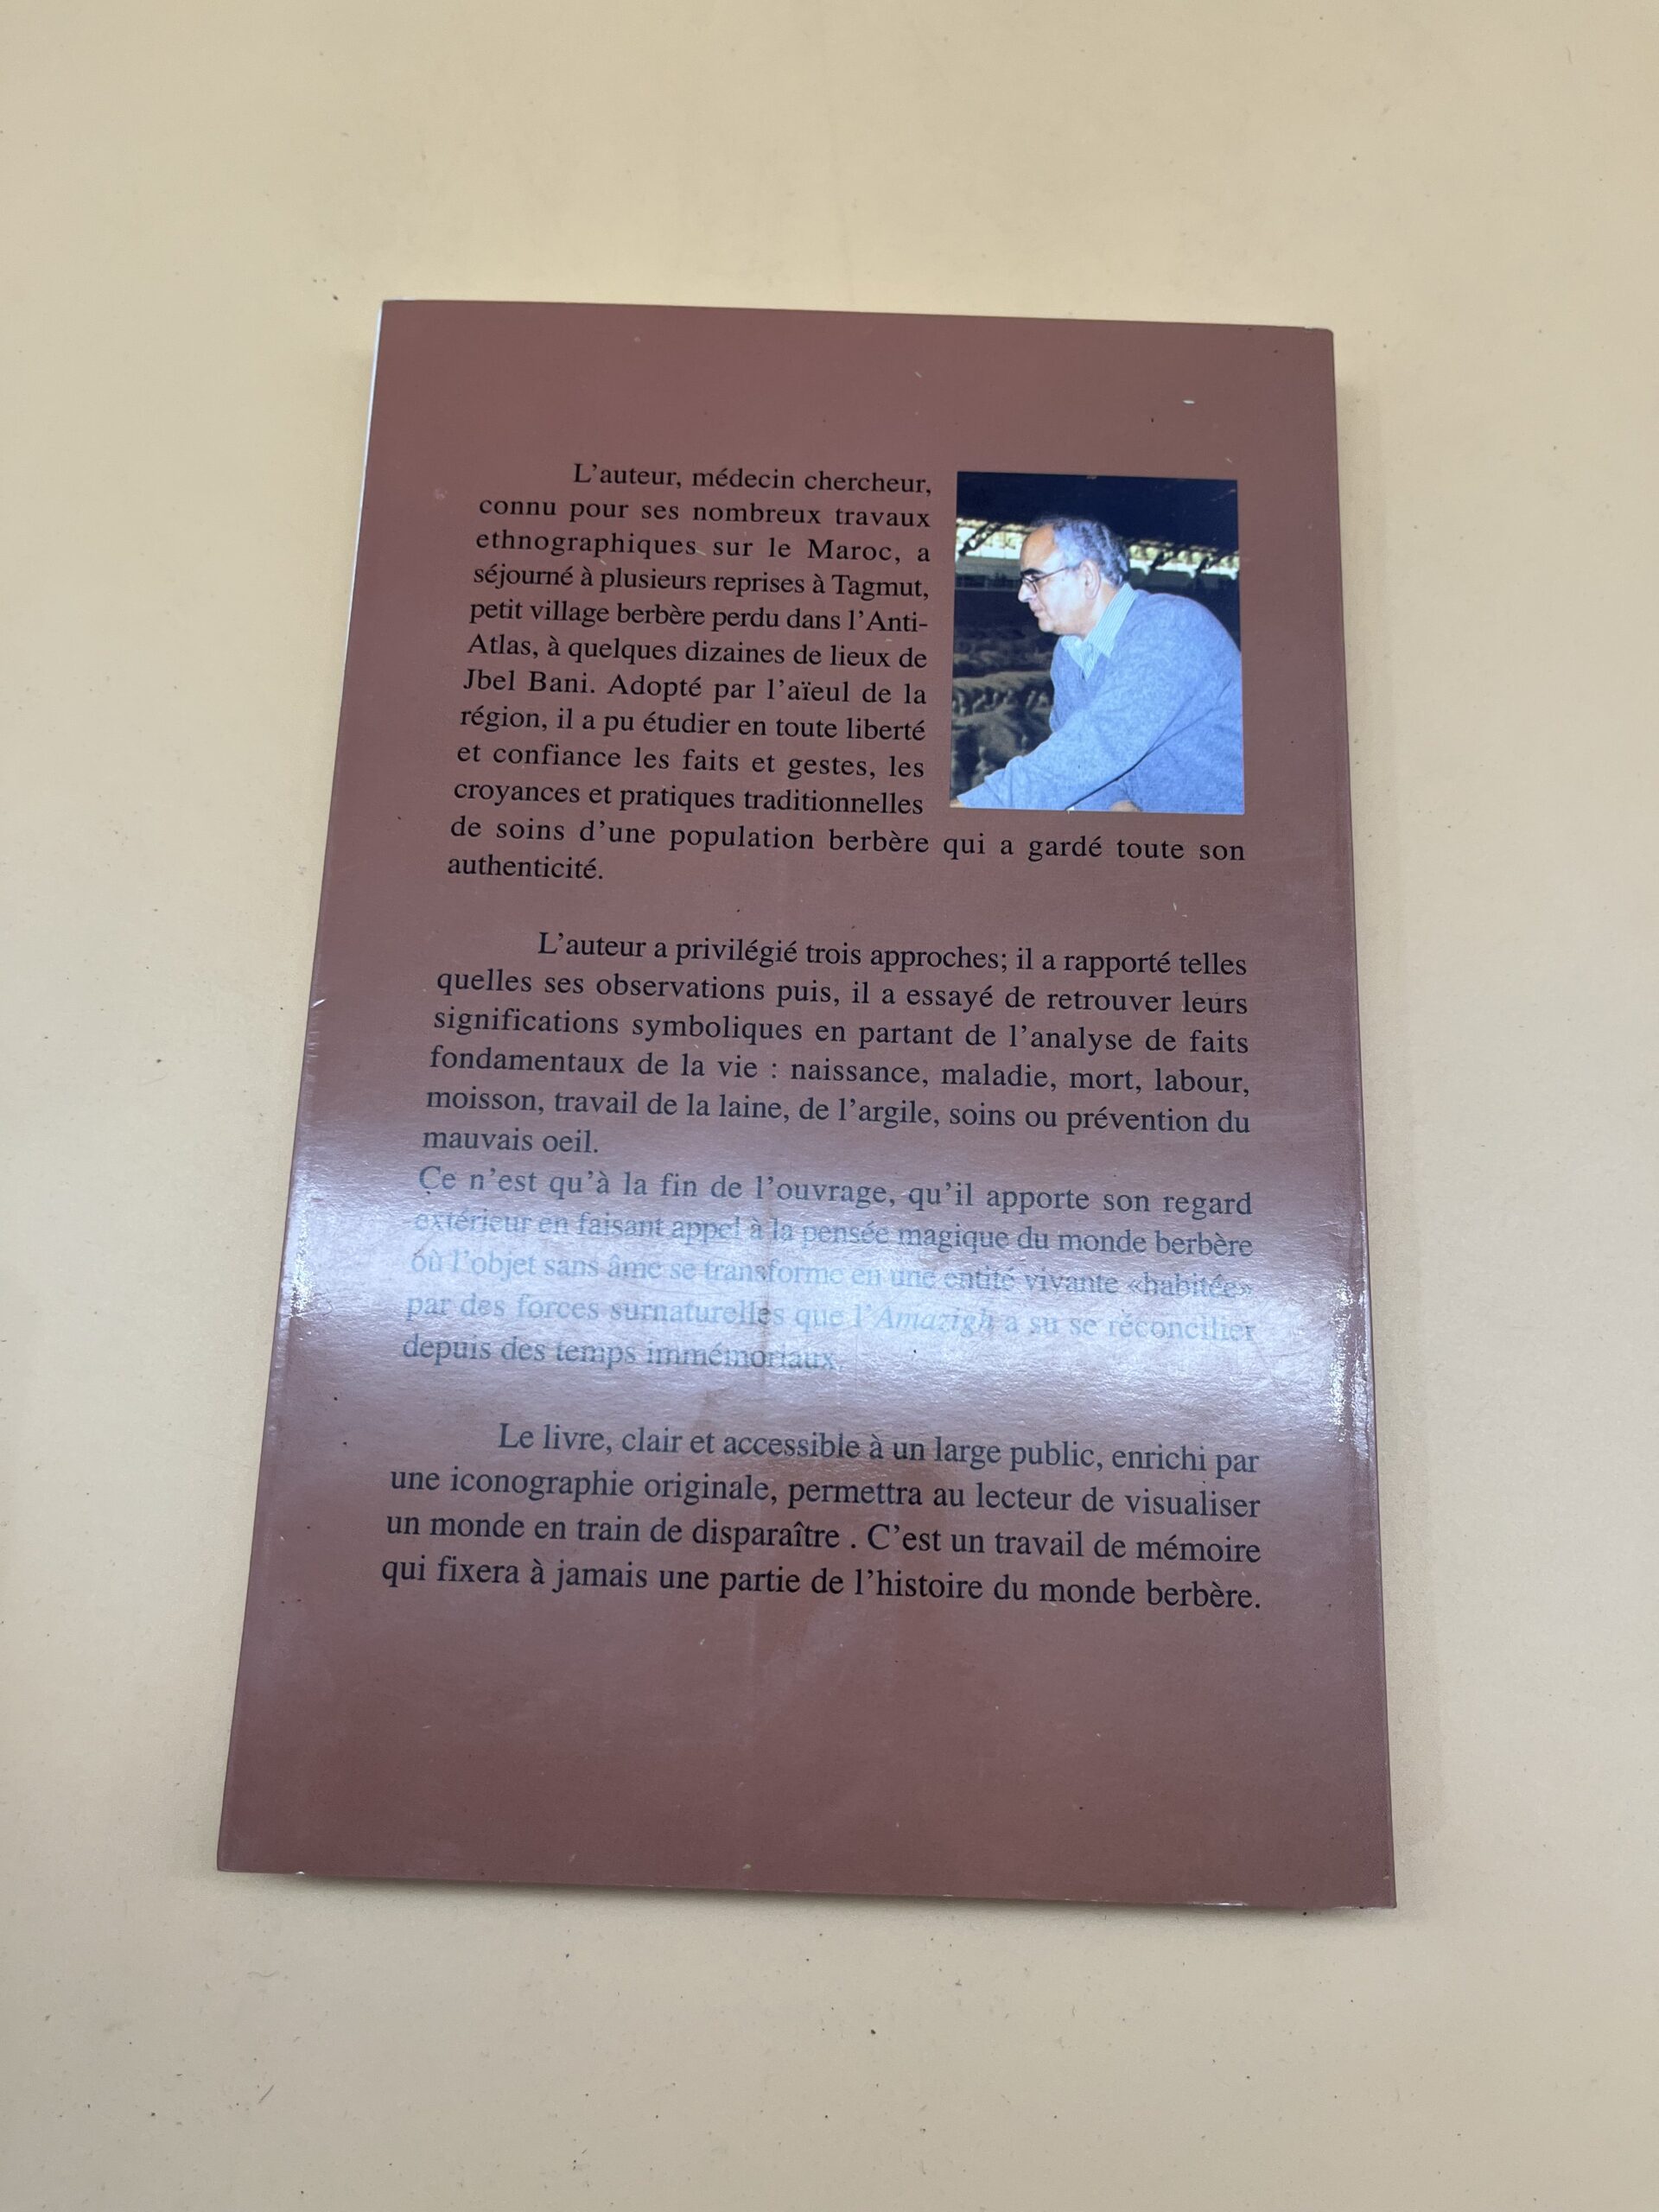 L'auteur, médecin chercheur,
connu pour ses nombreux travaux
ethnographiques sur le Maroc, a
séjourné à plusieurs reprises à Tagmut,
petit village berbère perdu dans l'Anti-
Atlas, à quelques dizaines de lieux de
Jbel Bani. Adopté par l'aïeul de la
région, il a pu étudier en toute liberté
et confiance les faits et gestes, les
croyances et pratiques traditionnelles
de soins d'une population berbère qui a gardé toute son
authenticité.
L'auteur a privilégié trois approches; il a rapporté telles
quelles ses observations puis, il a essayé de retrouver leurs
significations symboliques en partant de l'analyse de faits
fondamentaux de la vie : naissance, maladie, mort, labour,
moisson, travail de la laine, de l'argile, soins ou prévention du
mauvais oeil.
Ce n'est qu'à la fin de l'ouvrage, qu'il apporte son regard
extérieur en faisant appel à la pensée magique du monde berbère
où l'objet sans âme se transforme en une entité vivante «habitée»
par des forces surnaturelles que l'Amazigh a su se réconcilier
depuis des temps immémoriaux.
Le livre, clair et accessible à un large public, enrichi par
une iconographie originale, permettra au lecteur de visualiser
un monde en train de disparaître . C'est un travail de mémoire
qui fixera à jamais une partie de l'histoire du monde berbère.